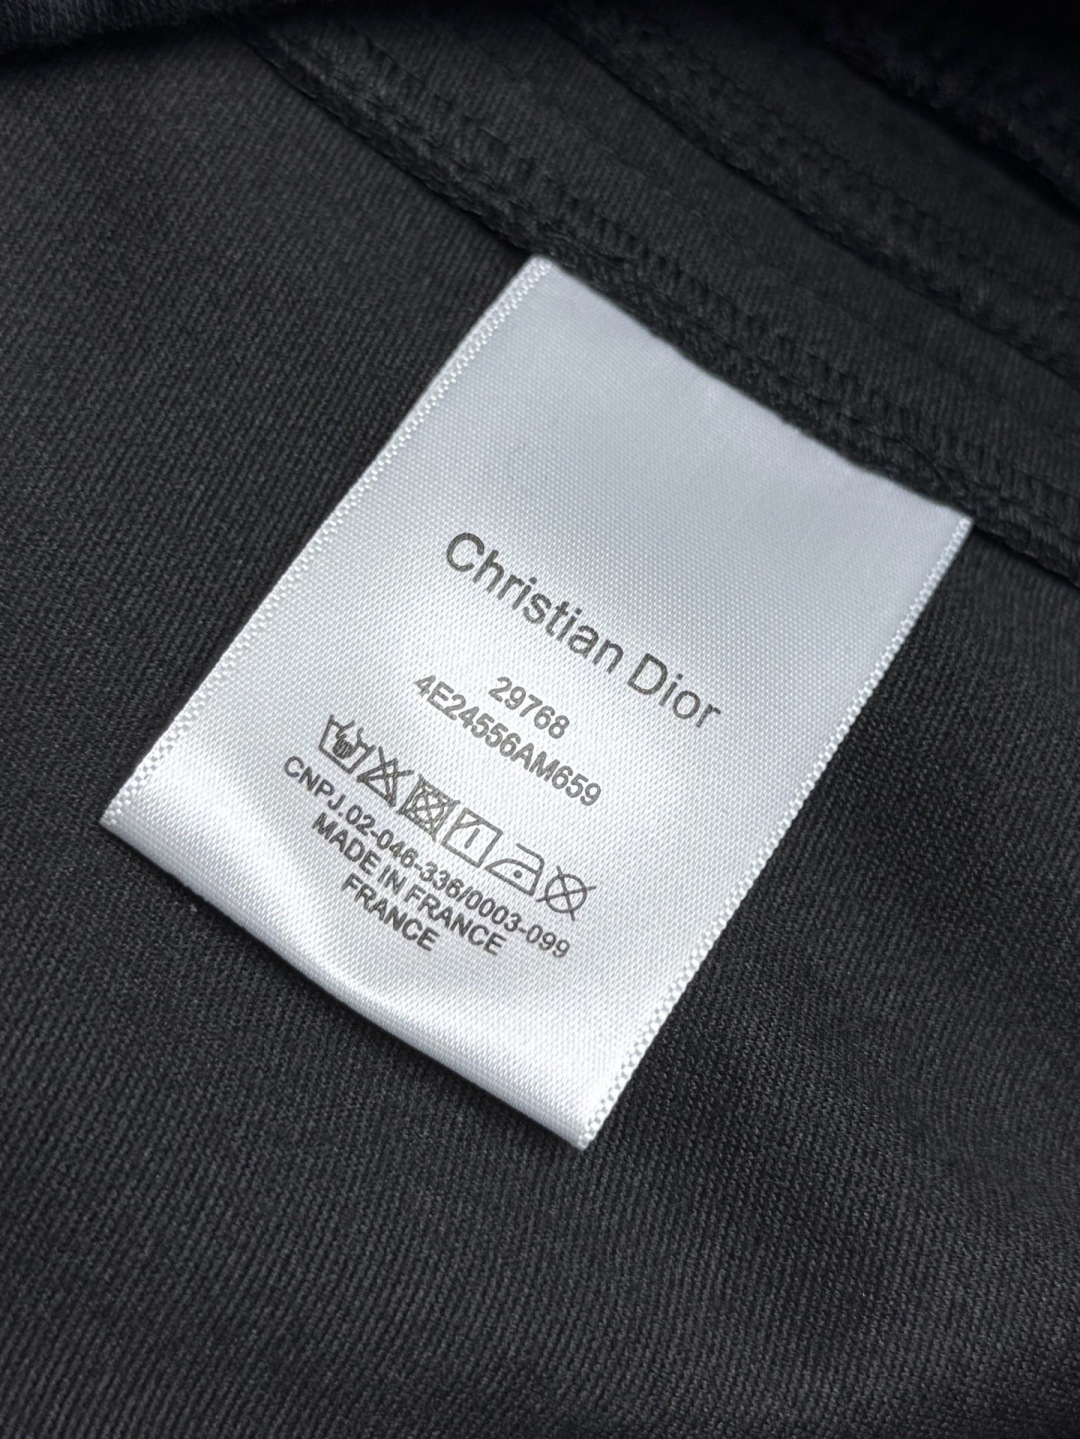 Christian Dior
29768
4E24556AM659
CNPJ.02-046-336/0003-099
MADE IN FRANCE
FRANCE